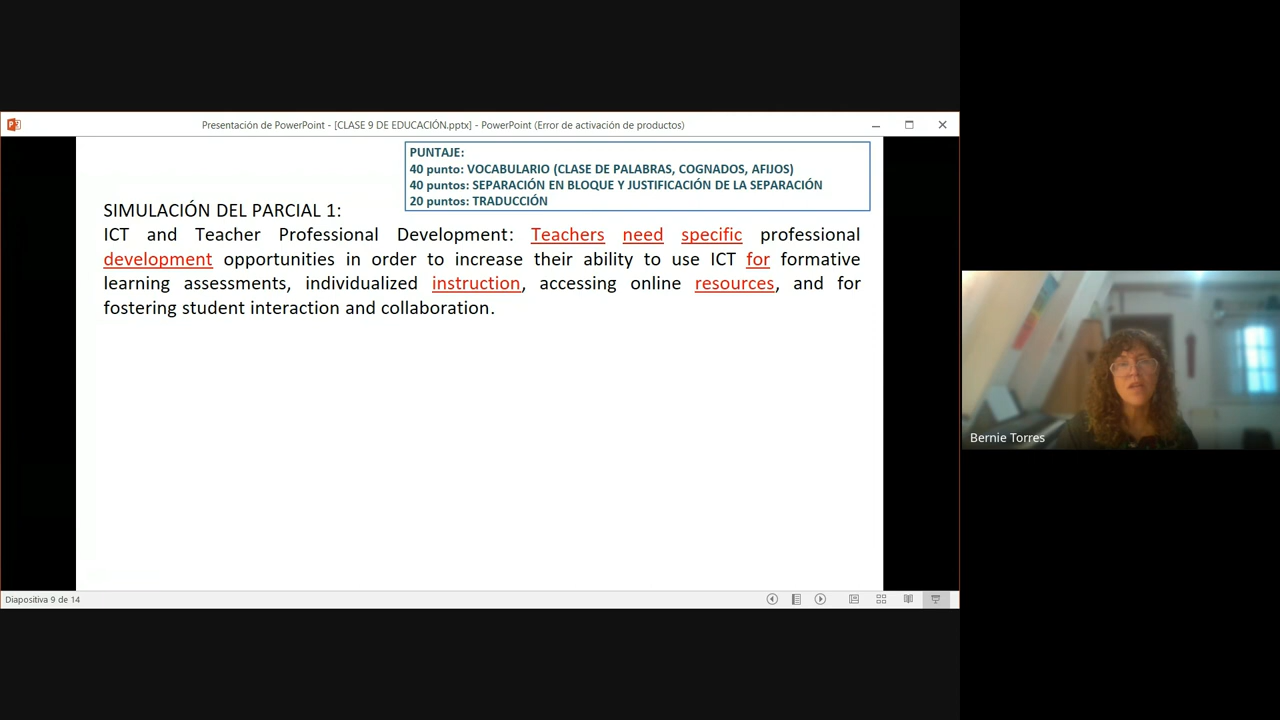 Presentación de PowerPoint - [CLASE 9 DE EDUCACIÓN.pptx] - PowerPoint (Error de activación de productos)
PUNTAJE:
40 punto: VOCABULARIO (CLASE DE PALABRAS, COGNADOS, AFIJOS)
40 puntos: SEPARACIÓN EN BLOQUE Y JUSTIFICACIÓN DE LA SEPARACIÓN
20 puntos: TRADUCCIÓN
SIMULACIÓN DEL PARCIAL 1:
ICT and Teacher Professional Development: Teachers need specific professional
development opportunities in order to increase their ability to use ICT for formative
learning assessments, individualized instruction, accessing online resources, and for
fostering student interaction and collaboration.
Bernie Torres
Diapositiva 9 de 14